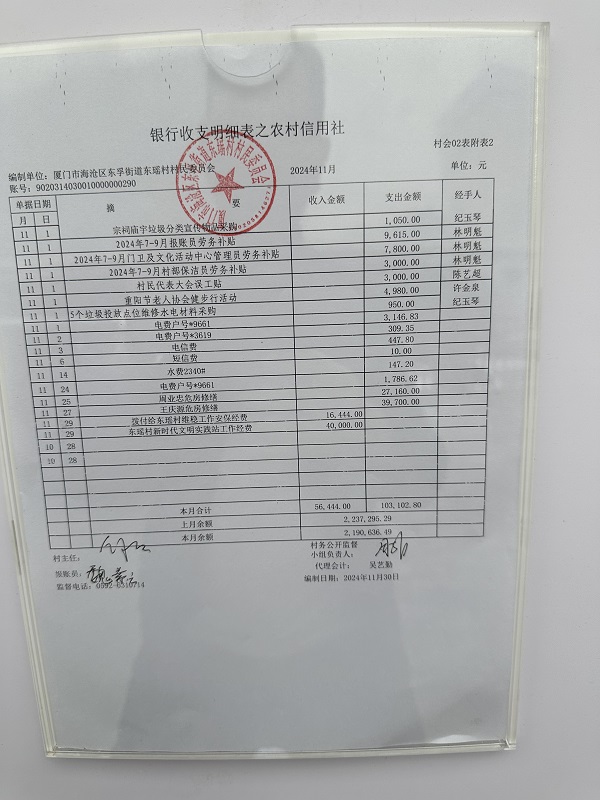 银行收支明细表之农村信用社
村会02表附表2
编制单位: 厦门市海沧区东孚街道东瑶村村民委员会 2024年11月 单位: 元
账号: 9020314030010000000290
单据日期 摘 要 收入金额 支出金额 经手人
月 日
11 1 宗祠庙宇垃圾分类宣传物品采购 1,050.00 纪玉琴
11 1 2024年7-9月报账员劳务补贴 9,615.00 林明魁
11 1 2024年7-9月门卫及文化活动中心管理员劳务补贴 7,800.00 林明魁
11 1 2024年7-9月村部保洁员劳务补贴 3,000.00 林明魁
11 1 村民代表大会误工贴 3,000.00 陈艺超
11 1 重阳节老人协会健步行活动 4,980.00 许金泉
11 1 5个垃圾投放点位维修水电材料采购 950.00 纪玉琴
11 1 电费户号*9661 3,146.83
11 2 电费户号*3619 309.35
11 3 电信费 447.80
11 6 短信费 10.00
11 14 水费2340# 147.20
11 24 电费户号*9661 1,786.62
11 25 周业忠危房修缮 27,160.00
11 27 王庆源危房修缮 39,700.00
11 29 拨付给东瑶村维稳工作安保经费 16,444.00
11 29 东瑶村新时代文明实践站工作经费 40,000.00
10 28
10 28
本月合计 56,444.00 103,102.80
上月余额 2,237,295.29
本月余额 2,190,636.49
村主任: 村务公开监督
小组负责人:
报账员: 代理会计: 吴艺勤
监督电话: 0592-6310714 编制日期: 2024年11月30日